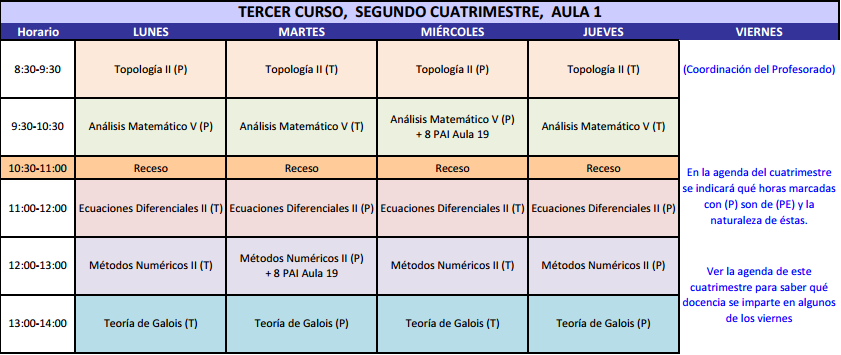 TERCER CURSO, SEGUNDO CUATRIMESTRE, AULA 1
Horario LUNES MARTES MIÉRCOLES JUEVES VIERNES
8:30-9:30 Topología II (P) Topología II (T) Topología II (P) Topología II (T) (Coordinación del Profesorado)
9:30-10:30 Análisis Matemático V (P) Análisis Matemático V (T) Análisis Matemático V (P) + 8 PAI Aula 19 Análisis Matemático V (T)
10:30-11:00 Receso Receso Receso Receso
11:00-12:00 Ecuaciones Diferenciales II (T) Ecuaciones Diferenciales II (P) Ecuaciones Diferenciales II (T) Ecuaciones Diferenciales II (P)
En la agenda del cuatrimestre
se indicará qué horas marcadas
con (P) son de (PE) y la
naturaleza de éstas.
12:00-13:00 Métodos Numéricos II (T) Métodos Numéricos II (P) + 8 PAI Aula 19 Métodos Numéricos II (T) Métodos Numéricos II (P)
13:00-14:00 Teoría de Galois (T) Teoría de Galois (P) Teoría de Galois (T) Teoría de Galois (P)
Ver la agenda de este
cuatrimestre para saber qué
docencia se imparte en algunos
de los viernes